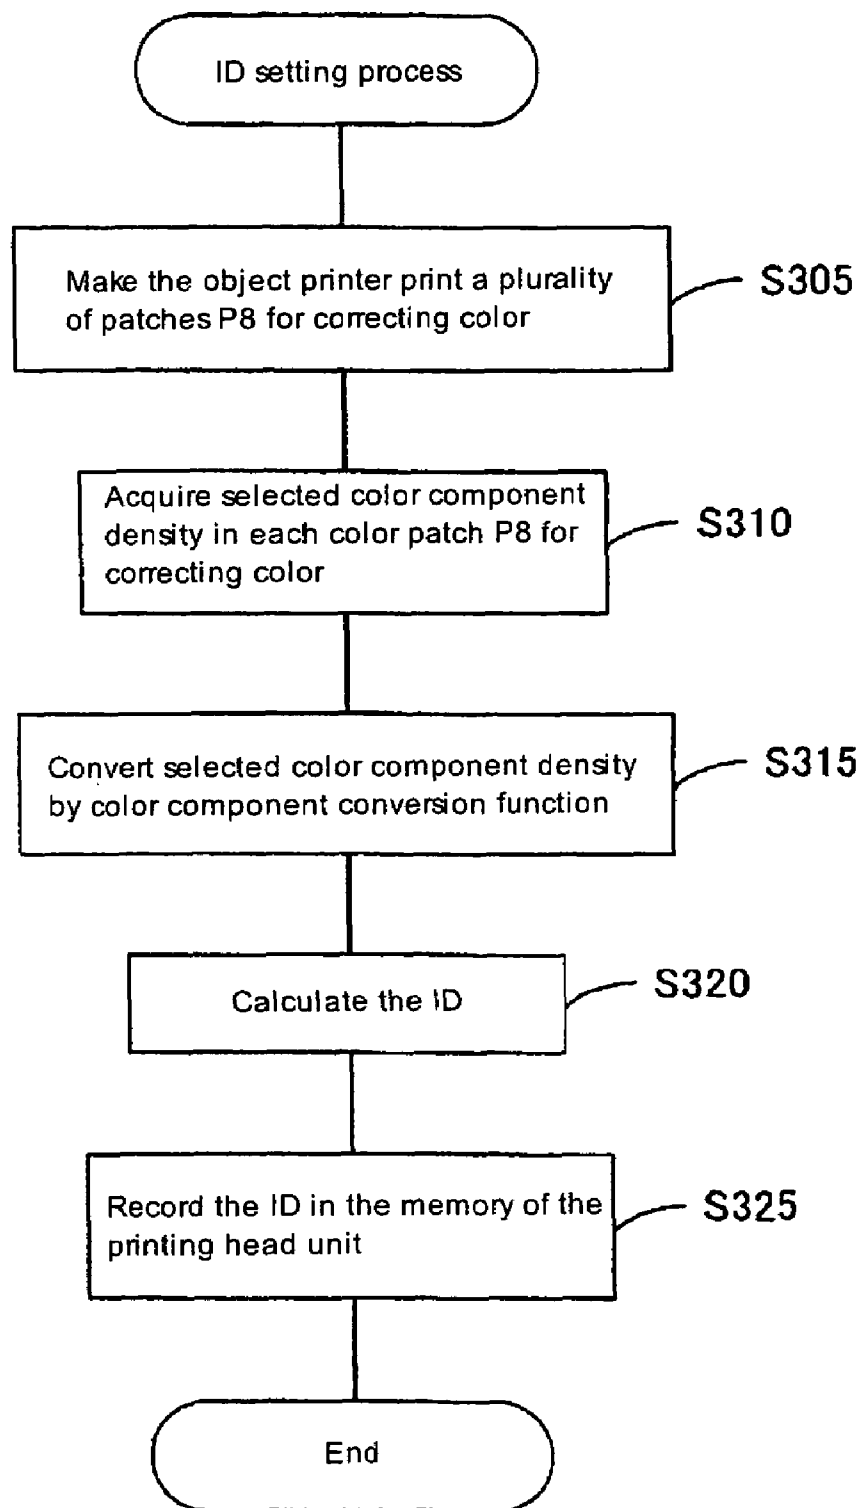 ID setting process
Make the object printer print a plurality
of patches P8 for correcting color
S305
Acquire selected color component
density in each color patch P8 for
correcting color
S310
Convert selected color component density
by color component conversion function
S315
Calculate the ID
S320
Record the ID in the memory of the
printing head unit
S325
End